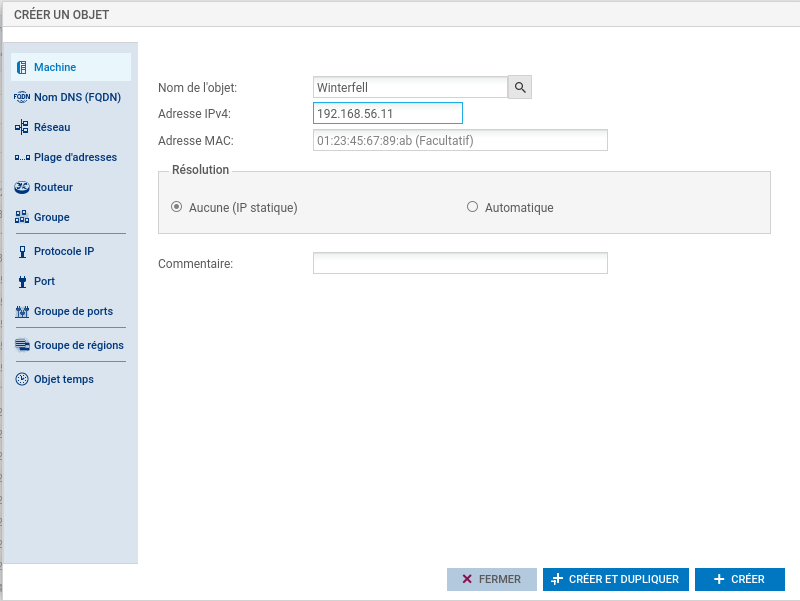 CRÉER UN OBJET
Machine
FQDN Nom DNS (FQDN)
Réseau
Plage d'adresses
Routeur
Groupe
Protocole IP
Port
Groupe de ports
Groupe de régions
Objet temps
Nom de l'objet: Winterfell
Adresse IPv4: 192.168.56.11
Adresse MAC: 01:23:45:67:89:ab (Facultatif)
Résolution
Aucune (IP statique) Automatique
Commentaire:
FERMER CRÉER ET DUPLIQUER CRÉER